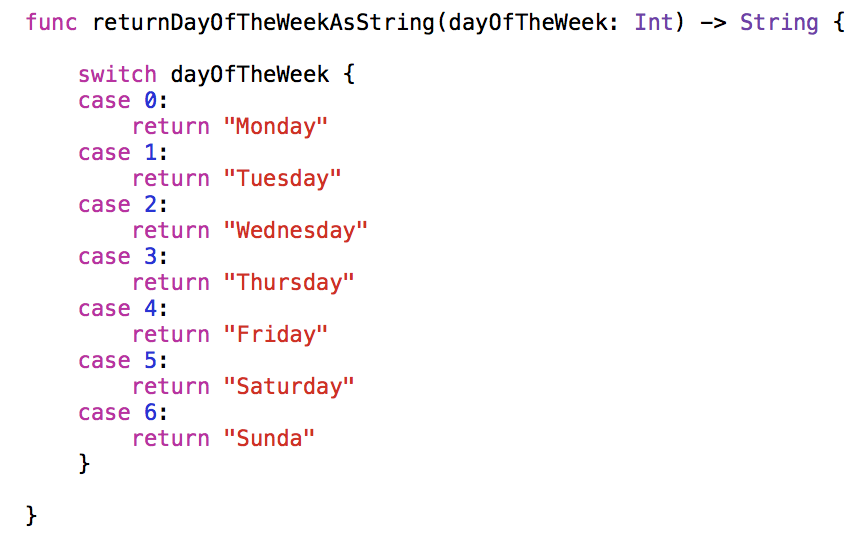 func returnDayOfTheWeekAsString(dayOfTheWeek: Int) -> String {
    switch dayOfTheWeek {
    case 0:
        return "Monday"
    case 1:
        return "Tuesday"
    case 2:
        return "Wednesday"
    case 3:
        return "Thursday"
    case 4:
        return "Friday"
    case 5:
        return "Saturday"
    case 6:
        return "Sunda"
    }
}